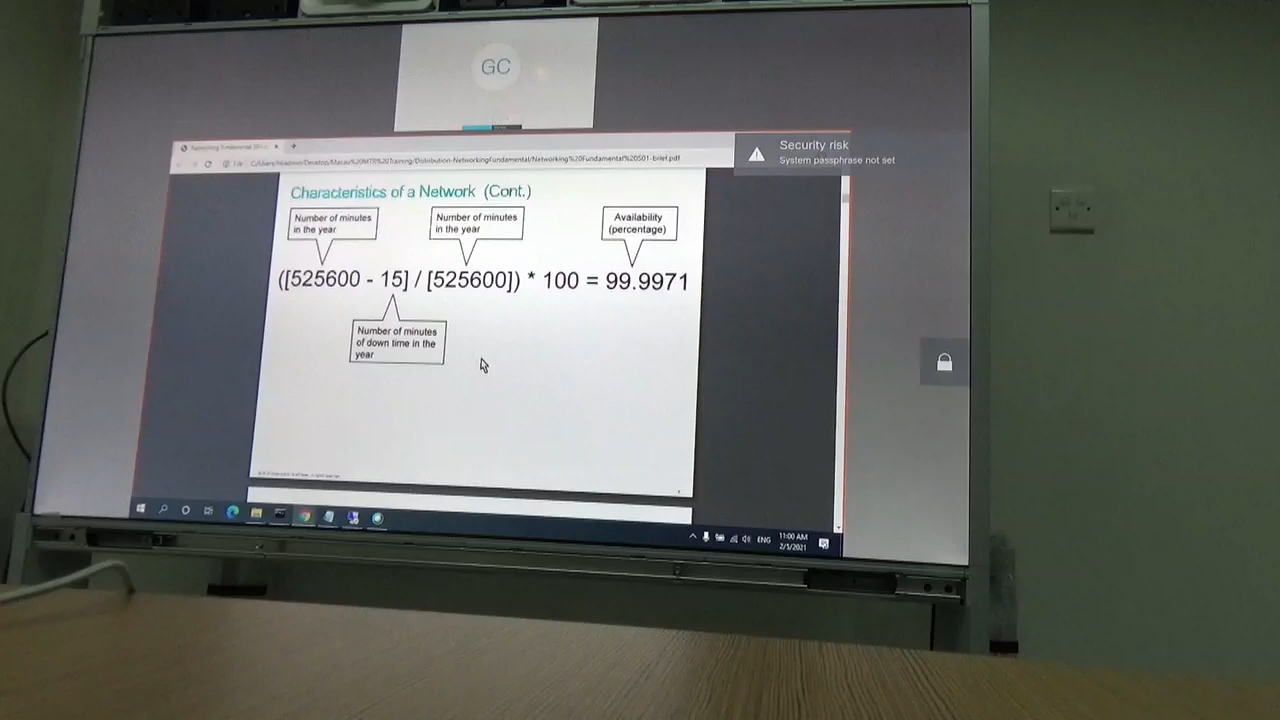 GC
Security risk
System passphrase not set
Characteristics of a Network (Cont.)
Number of minutes
in the year
Number of minutes
in the year
Availability
(percentage)
([525600 - 15] / [525600]) * 100 = 99.9971
Number of minutes
of down time in the
year
ENG
11:00 AM
2/5/2021